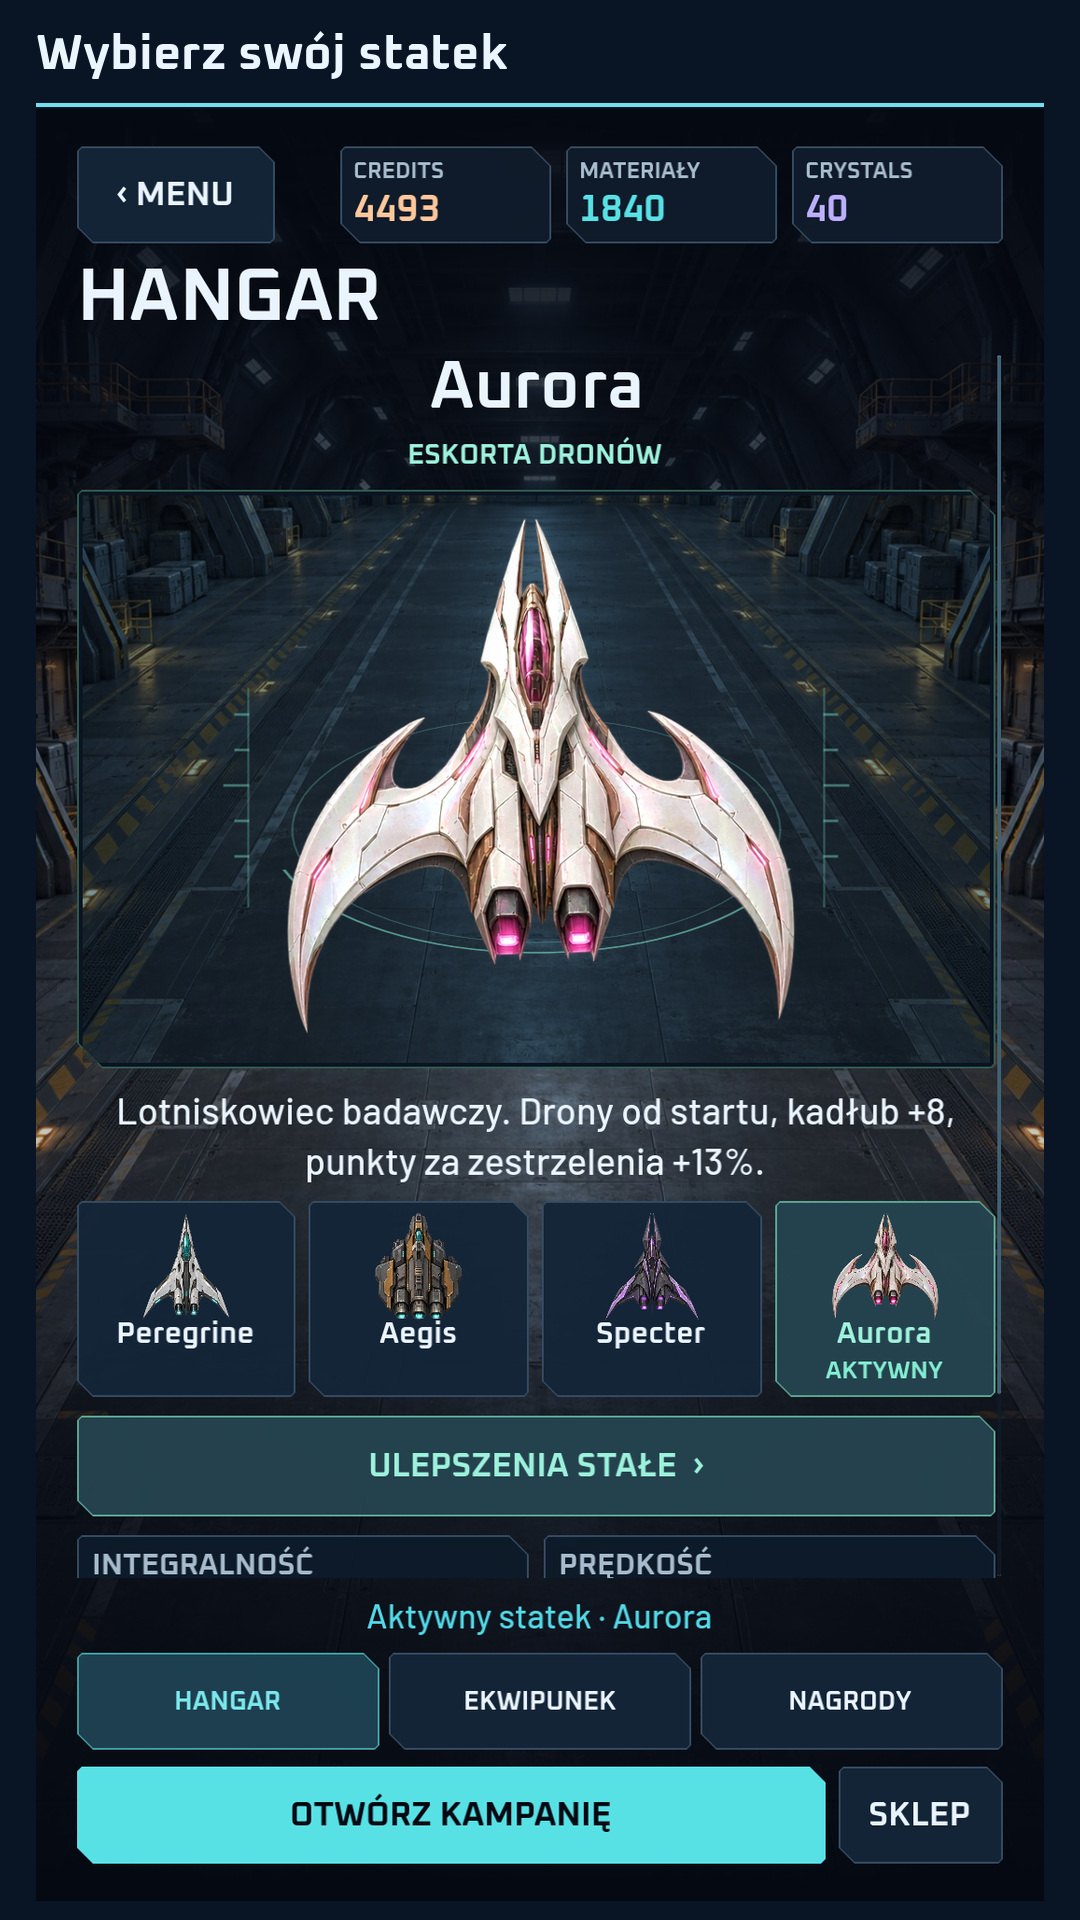 Wybierz swój statek
‹ MENU
CREDITS
4493
MATERIAŁY
1840
CRYSTALS
40
HANGAR
Aurora
ESKORTA DRONÓW
Lotniskowiec badawczy. Drony od startu, kadłub +8,
punkty za zestrzelenia +13%.
Peregrine
Aegis
Specter
Aurora
AKTYWNY
ULEPSZENIA STAŁE ›
INTEGRALNOŚĆ
PRĘDKOŚĆ
Aktywny statek · Aurora
HANGAR
EKWIPUNEK
NAGRODY
OTWÓRZ KAMPANIĘ
SKLEP